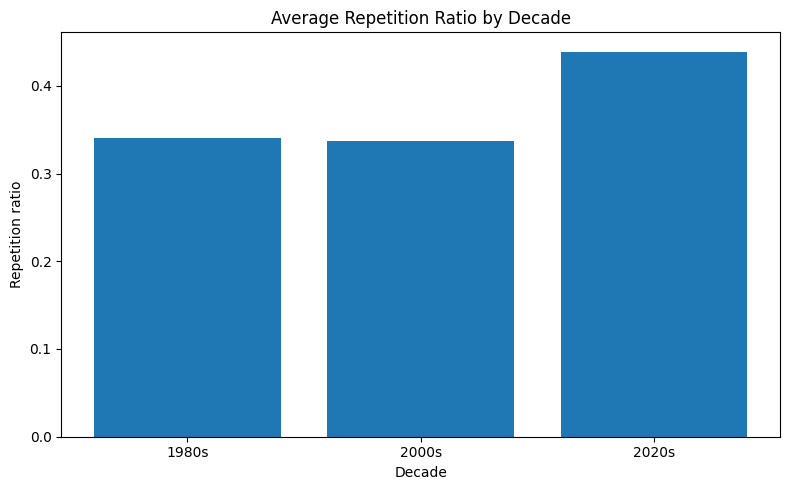 Average Repetition Ratio by Decade
Repetition ratio
0.4
0.3
0.2
0.1
0.0
1980s 2000s 2020s
Decade